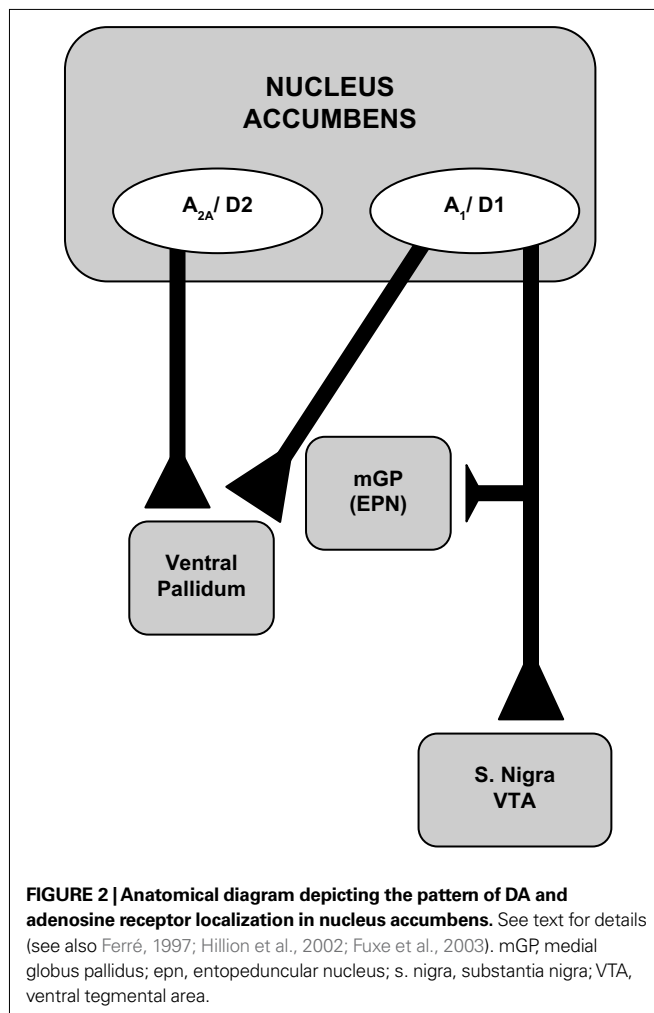 NUCLEUS
ACCUMBENS
A2A/ D2
A1/ D1
mGP
(EPN)
Ventral
Pallidum
S. Nigra
VTA
FIGURE 2 | Anatomical diagram depicting the pattern of DA and
adenosine receptor localization in nucleus accumbens. See text for details
(see also Ferré, 1997; Hillion et al., 2002; Fuxe et al., 2003). mGP, medial
globus pallidus; epn, entopeduncular nucleus; s. nigra, substantia nigra; VTA,
ventral tegmental area.